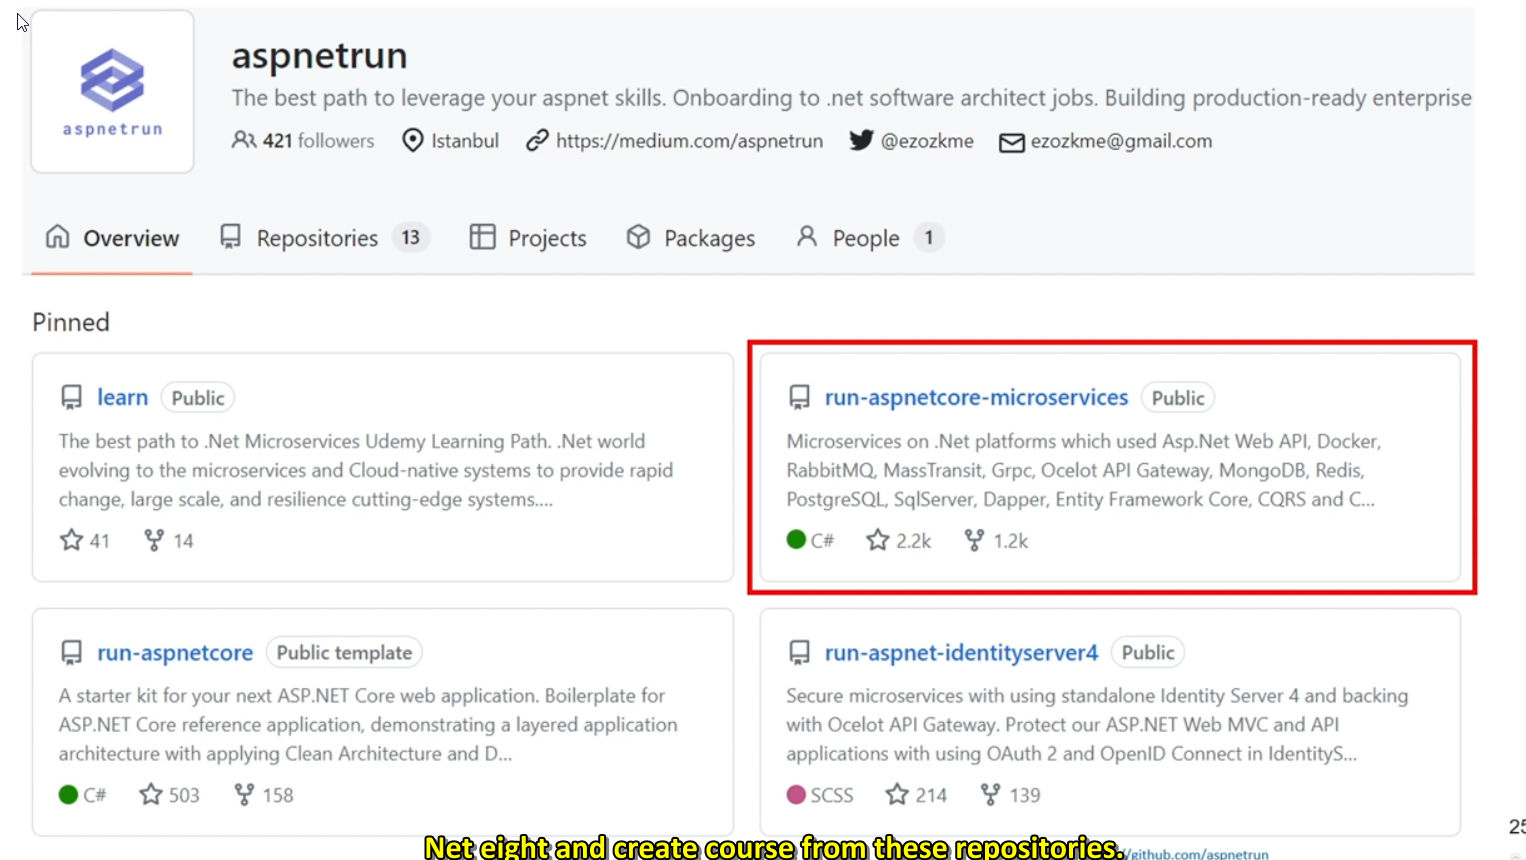 aspnetrun
aspnetrun
The best path to leverage your aspnet skills. Onboarding to .net software architect jobs. Building production-ready enterprise
421 followers Istanbul https://medium.com/aspnetrun @ezozkme ezozkme@gmail.com
Overview Repositories 13 Projects Packages People 1
Pinned
learn Public
The best path to .Net Microservices Udemy Learning Path. .Net world
evolving to the microservices and Cloud-native systems to provide rapid
change, large scale, and resilience cutting-edge systems....
41 14
run-aspnetcore-microservices Public
Microservices on .Net platforms which used Asp.Net Web API, Docker,
RabbitMQ, MassTransit, Grpc, Ocelot API Gateway, MongoDB, Redis,
PostgreSQL, SqlServer, Dapper, Entity Framework Core, CQRS and C...
C# 2.2k 1.2k
run-aspnetcore Public template
A starter kit for your next ASP.NET Core web application. Boilerplate for
ASP.NET Core reference application, demonstrating a layered application
architecture with applying Clean Architecture and D...
C# 503 158
run-aspnet-identityserver4 Public
Secure microservices with using standalone Identity Server 4 and backing
with Ocelot API Gateway. Protect our ASP.NET Web MVC and API
applications with using OAuth 2 and OpenID Connect in IdentityS...
SCSS 214 139
25
Net eight and create course from these repositories.
/github.com/aspnetrun